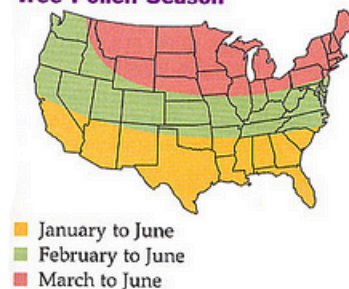 Tree Pollen Season
January to June
February to June
March to June